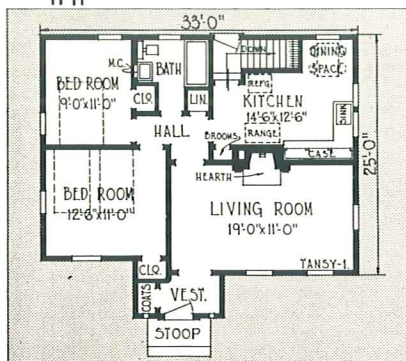 33'-0"
DOWN
DINING
SPACE
M.C.
BATH
BED ROOM
9'-0"X11'-0"
CLO.
LIN.
REFG.
KITCHEN
14'-6"X12'6"
SINK
HALL
BROOMS
RANGE
CASE
25'-0"
HEARTH
BED ROOM
12'-6"X11'-0"
LIVING ROOM
19'-0"X11'-0"
CLO.
TANSY-1.
COATS
VEST.
STOOP